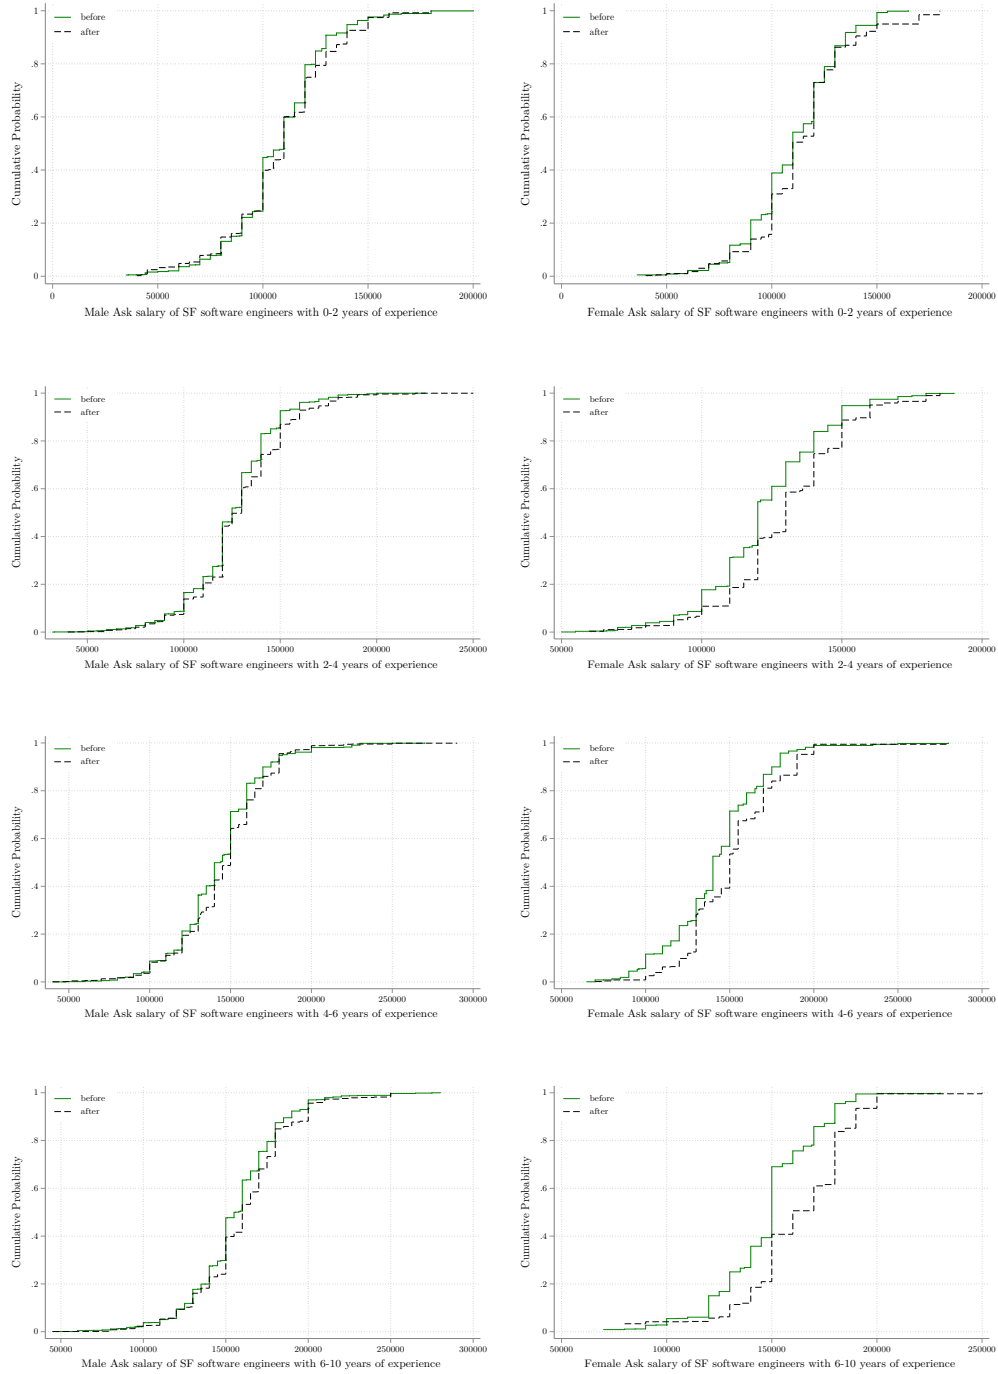 before
after
Cumulative Probability
1
.8
.6
.4
.2
0
0 50000 100000 150000 200000
Male Ask salary of SF software engineers with 0-2 years of experience
before
after
Cumulative Probability
1
.8
.6
.4
.2
0
0 50000 100000 150000 200000
Female Ask salary of SF software engineers with 0-2 years of experience
before
after
Cumulative Probability
1
.8
.6
.4
.2
0
50000 100000 150000 200000 250000
Male Ask salary of SF software engineers with 2-4 years of experience
before
after
Cumulative Probability
1
.8
.6
.4
.2
0
50000 100000 150000 200000
Female Ask salary of SF software engineers with 2-4 years of experience
before
after
Cumulative Probability
1
.8
.6
.4
.2
0
50000 100000 150000 200000 250000 300000
Male Ask salary of SF software engineers with 4-6 years of experience
before
after
Cumulative Probability
1
.8
.6
.4
.2
0
50000 100000 150000 200000 250000 300000
Female Ask salary of SF software engineers with 4-6 years of experience
before
after
Cumulative Probability
1
.8
.6
.4
.2
0
50000 100000 150000 200000 250000 300000
Male Ask salary of SF software engineers with 6-10 years of experience
before
after
Cumulative Probability
1
.8
.6
.4
.2
0
50000 100000 150000 200000 250000
Female Ask salary of SF software engineers with 6-10 years of experience